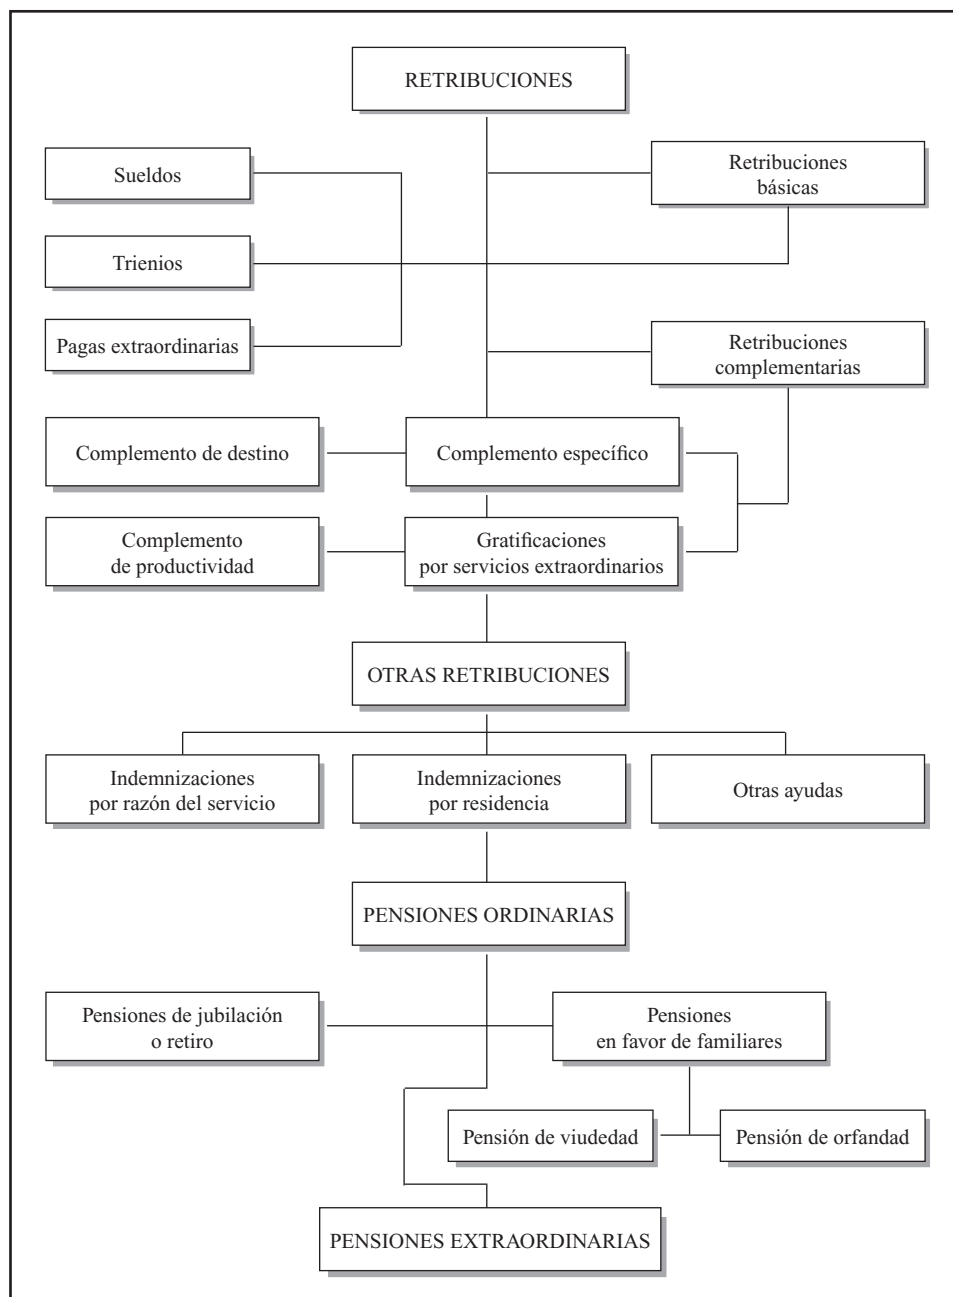 RETRIBUCIONES
Sueldos
Retribuciones
básicas
Trienios
Pagas extraordinarias
Retribuciones
complementarias
Complemento de destino
Complemento específico
Complemento
de productividad
Gratificaciones
por servicios extraordinarios
OTRAS RETRIBUCIONES
Indemnizaciones
por razón del servicio
Indemnizaciones
por residencia
Otras ayudas
PENSIONES ORDINARIAS
Pensiones de jubilación
o retiro
Pensiones
en favor de familiares
Pensión de viudedad
Pensión de orfandad
PENSIONES EXTRAORDINARIAS